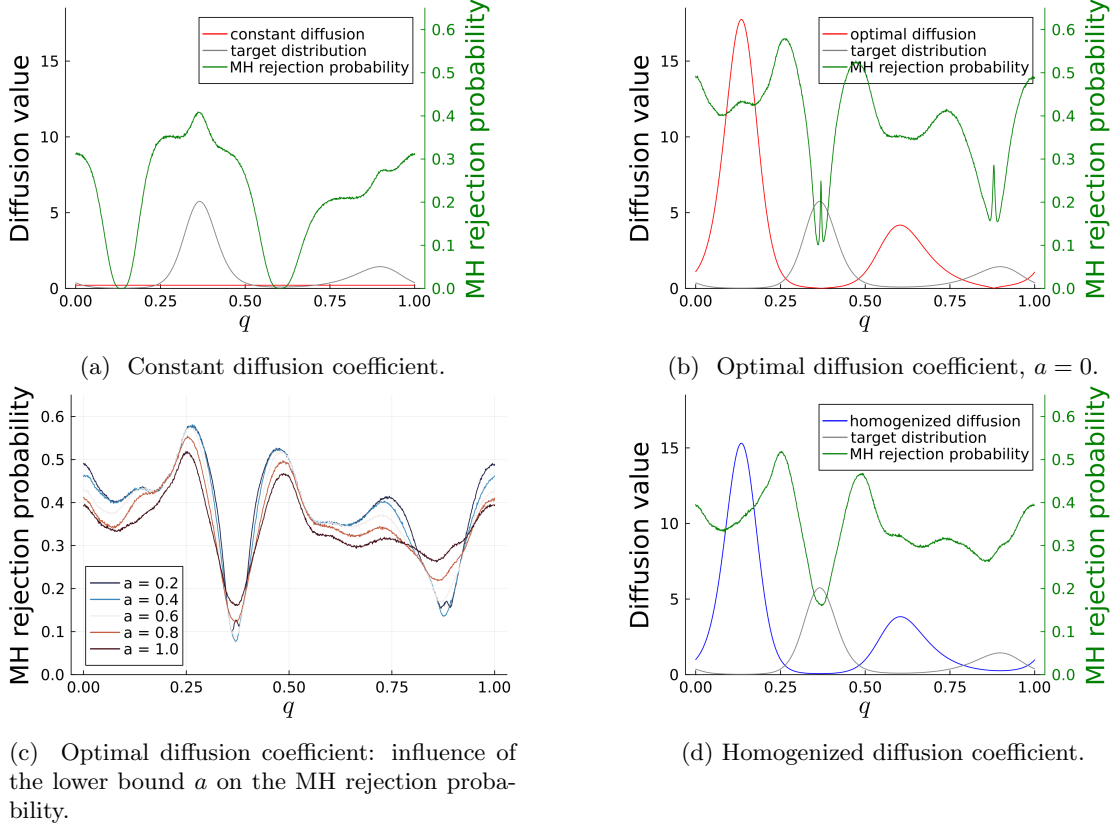 constant diffusion
target distribution
MH rejection probability
Diffusion value
15
10
5
0
0.6
0.5
0.4
0.3
0.2
0.1
0.0
MH rejection probability
0.00
0.25
0.50
0.75
1.00
q
(a) Constant diffusion coefficient.
optimal diffusion
target distribution
MH rejection probability
Diffusion value
15
10
5
0
0.6
0.5
0.4
0.3
0.2
0.1
0.0
MH rejection probability
0.00
0.25
0.50
0.75
1.00
q
(b) Optimal diffusion coefficient, a = 0.
MH rejection probability
0.6
0.5
0.4
0.3
0.2
0.1
0.0
a = 0.2
a = 0.4
a = 0.6
a = 0.8
a = 1.0
0.00
0.25
0.50
0.75
1.00
q
(c) Optimal diffusion coefficient: influence of
the lower bound a on the MH rejection proba-
bility.
homogenized diffusion
target distribution
MH rejection probability
Diffusion value
15
10
5
0
0.6
0.5
0.4
0.3
0.2
0.1
0.0
MH rejection probability
0.00
0.25
0.50
0.75
1.00
q
(d) Homogenized diffusion coefficient.